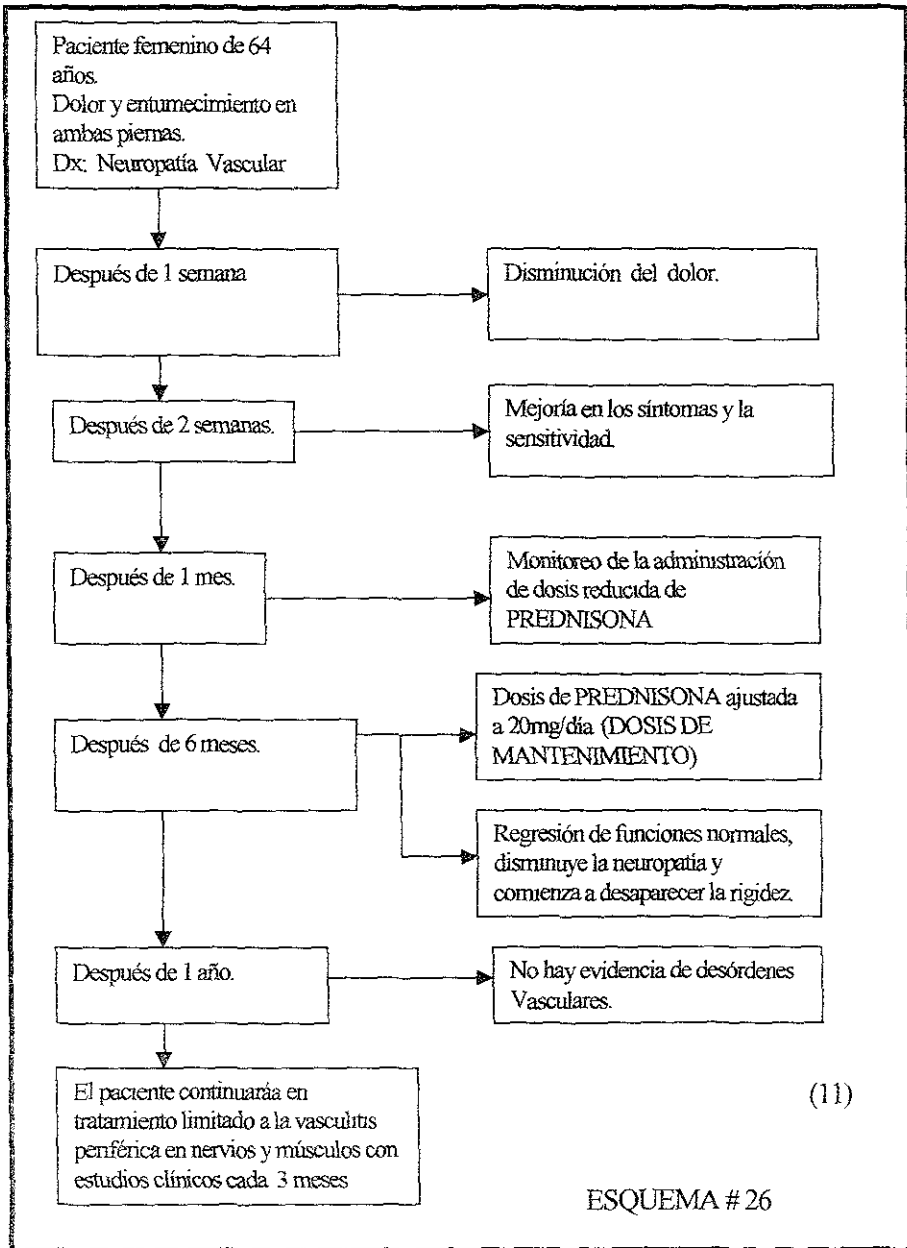 Paciente femenino de 64
años.
Dolor y entumecimiento en
ambas piernas.
Dx: Neuropatía Vascular
Después de 1 semana
Disminución del dolor.
Después de 2 semanas.
Mejoría en los síntomas y la
sensitividad.
Después de 1 mes.
Monitoreo de la administración
de dosis reducida de
PREDNISONA
Después de 6 meses.
Dosis de PREDNISONA ajustada
a 20mg/día (DOSIS DE
MANTENIMIENTO)
Regresión de funciones normales,
disminuye la neuropatía y
comienza a desaparecer la rigidez.
Después de 1 año.
No hay evidencia de desórdenes
Vasculares.
El paciente continuaráa en
tratamiento limitado a la vasculitis
periférica en nervios y músculos con
estudios clínicos cada 3 meses
(11)
ESQUEMA # 26